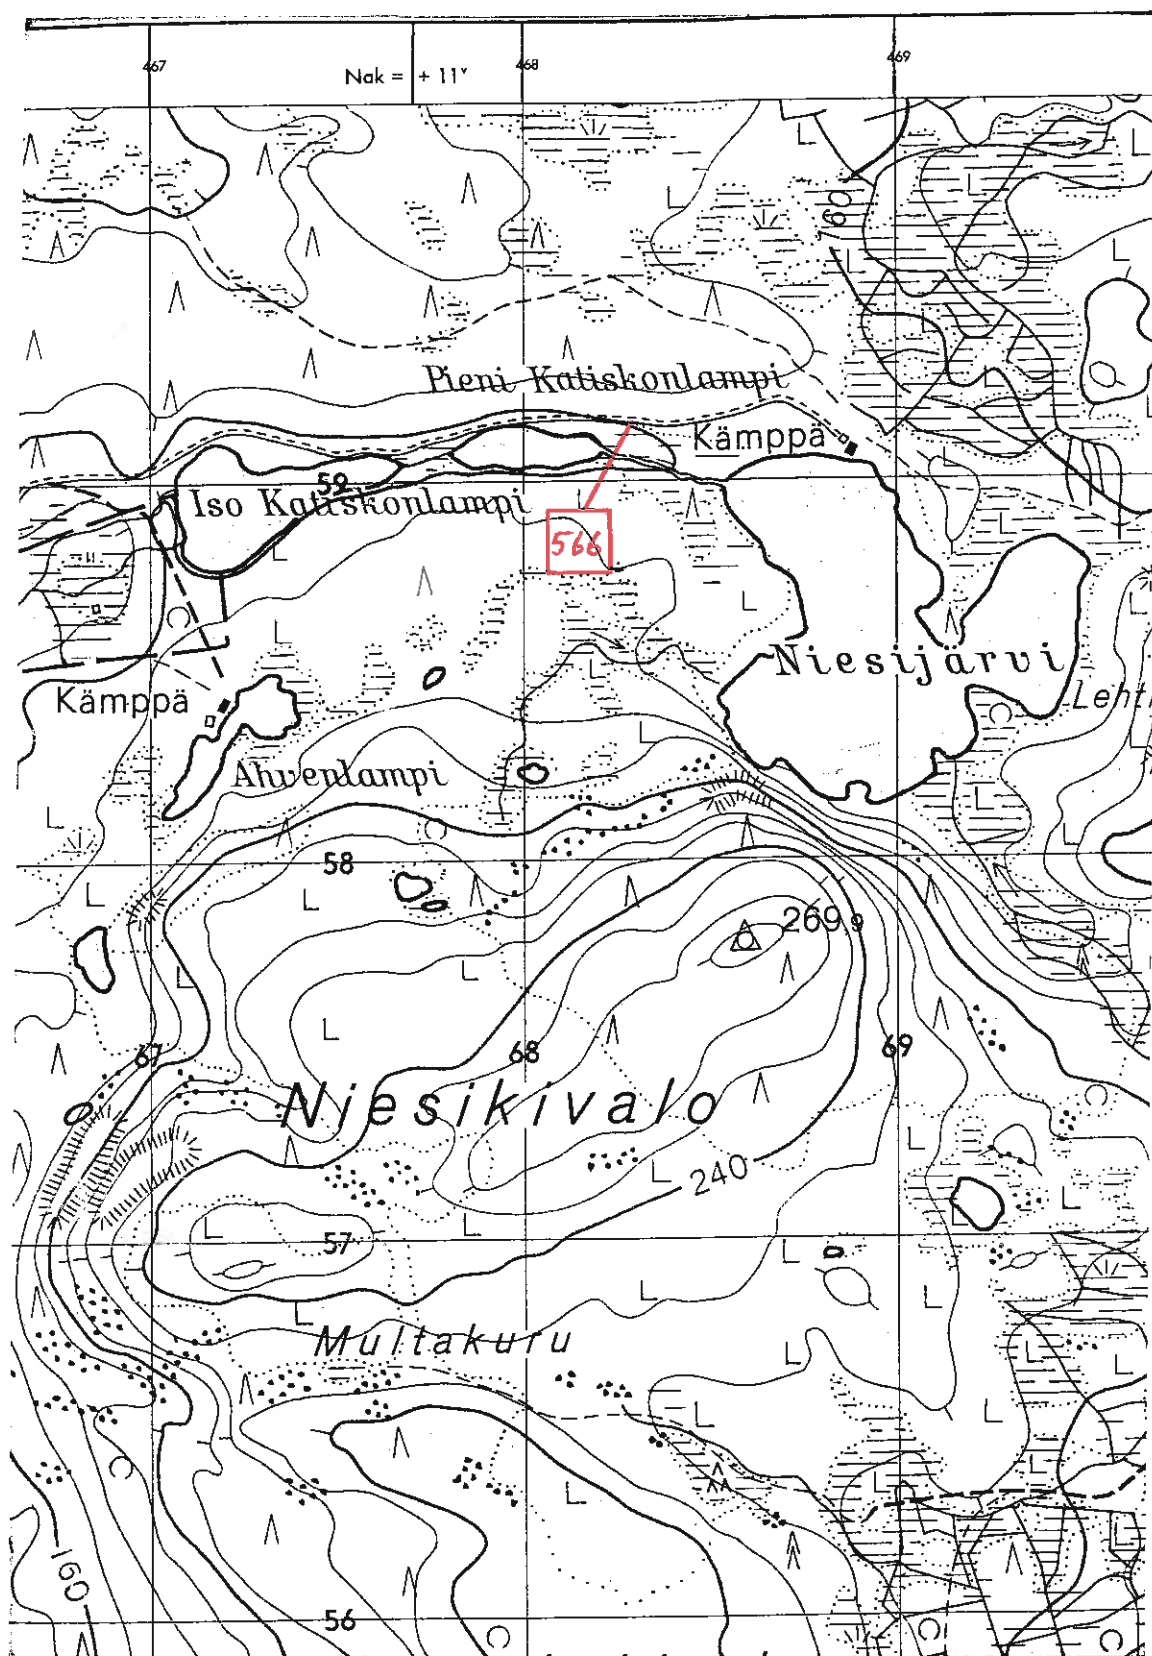 467
468
469
Nak = + 11ᵛ
160
Pieni Katiskonlampi
Kämppä
59
Iso Katiskonlampi
566
Niesijärvi
Kämppä
Ahvenlampi
58
269.9
67
68
69
Niesikivalo
240
57
Multakuru
160
56